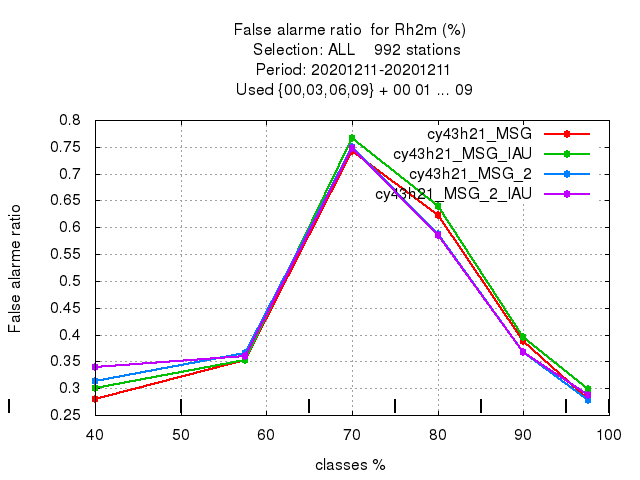 False alarme ratio  for Rh2m (%)
Selection: ALL    992 stations
Period: 20201211-20201211
Used {00,03,06,09} + 00 01 ... 09
0.8
0.75
0.7
0.65
0.6
0.55
0.5
0.45
0.4
0.35
0.3
0.25
False alarme ratio
cy43h21_MSG
cy43h21_MSG_IAU
cy43h21_MSG_2
cy43h21_MSG_2_IAU
40 50 60 70 80 90 100
classes %